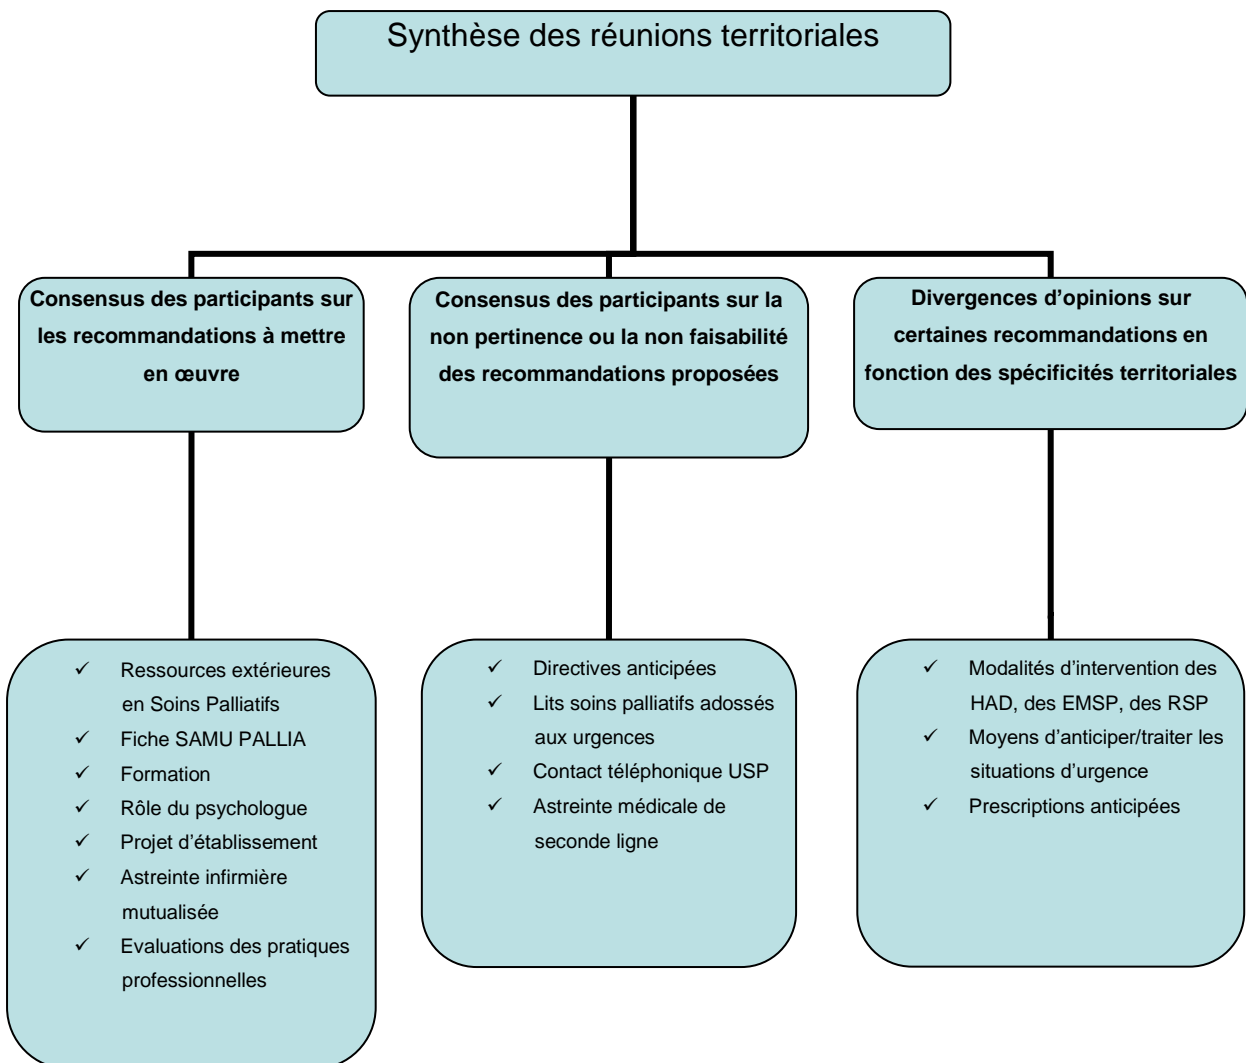 Synthèse des réunions territoriales
Consensus des participants sur
les recommandations à mettre
en œuvre
Consensus des participants sur la
non pertinence ou la non faisabilité
des recommandations proposées
Divergences d’opinions sur
certaines recommandations en
fonction des spécificités territoriales
✓ Ressources extérieures
en Soins Palliatifs
✓ Fiche SAMU PALLIA
✓ Formation
✓ Rôle du psychologue
✓ Projet d’établissement
✓ Astreinte infirmière
mutualisée
✓ Evaluations des pratiques
professionnelles
✓ Directives anticipées
✓ Lits soins palliatifs adossés
aux urgences
✓ Contact téléphonique USP
✓ Astreinte médicale de
seconde ligne
✓ Modalités d’intervention des
HAD, des EMSP, des RSP
✓ Moyens d’anticiper/traiter les
situations d’urgence
✓ Prescriptions anticipées